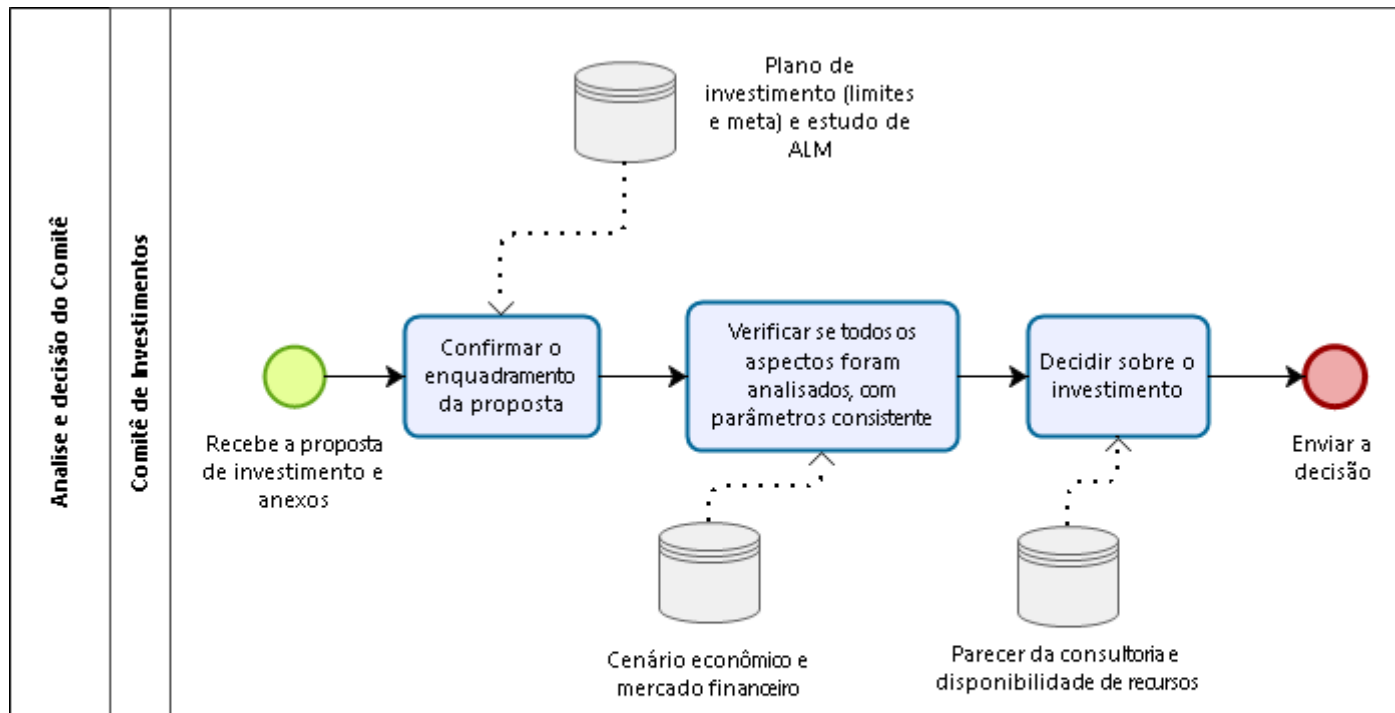 Analise e decisão do Comitê
Comitê de Investimentos
Plano de
investimento (limites
e meta) e estudo de
ALM
Recebe a proposta
de investimento e
anexos
Confirmar o
enquadramento
da proposta
Verificar se todos os
aspectos foram
analisados, com
parâmetros consistente
Decidir sobre o
investimento
Enviar a
decisão
Cenário econômico e
mercado financeiro
Parecer da consultoria e
disponibilidade de recursos